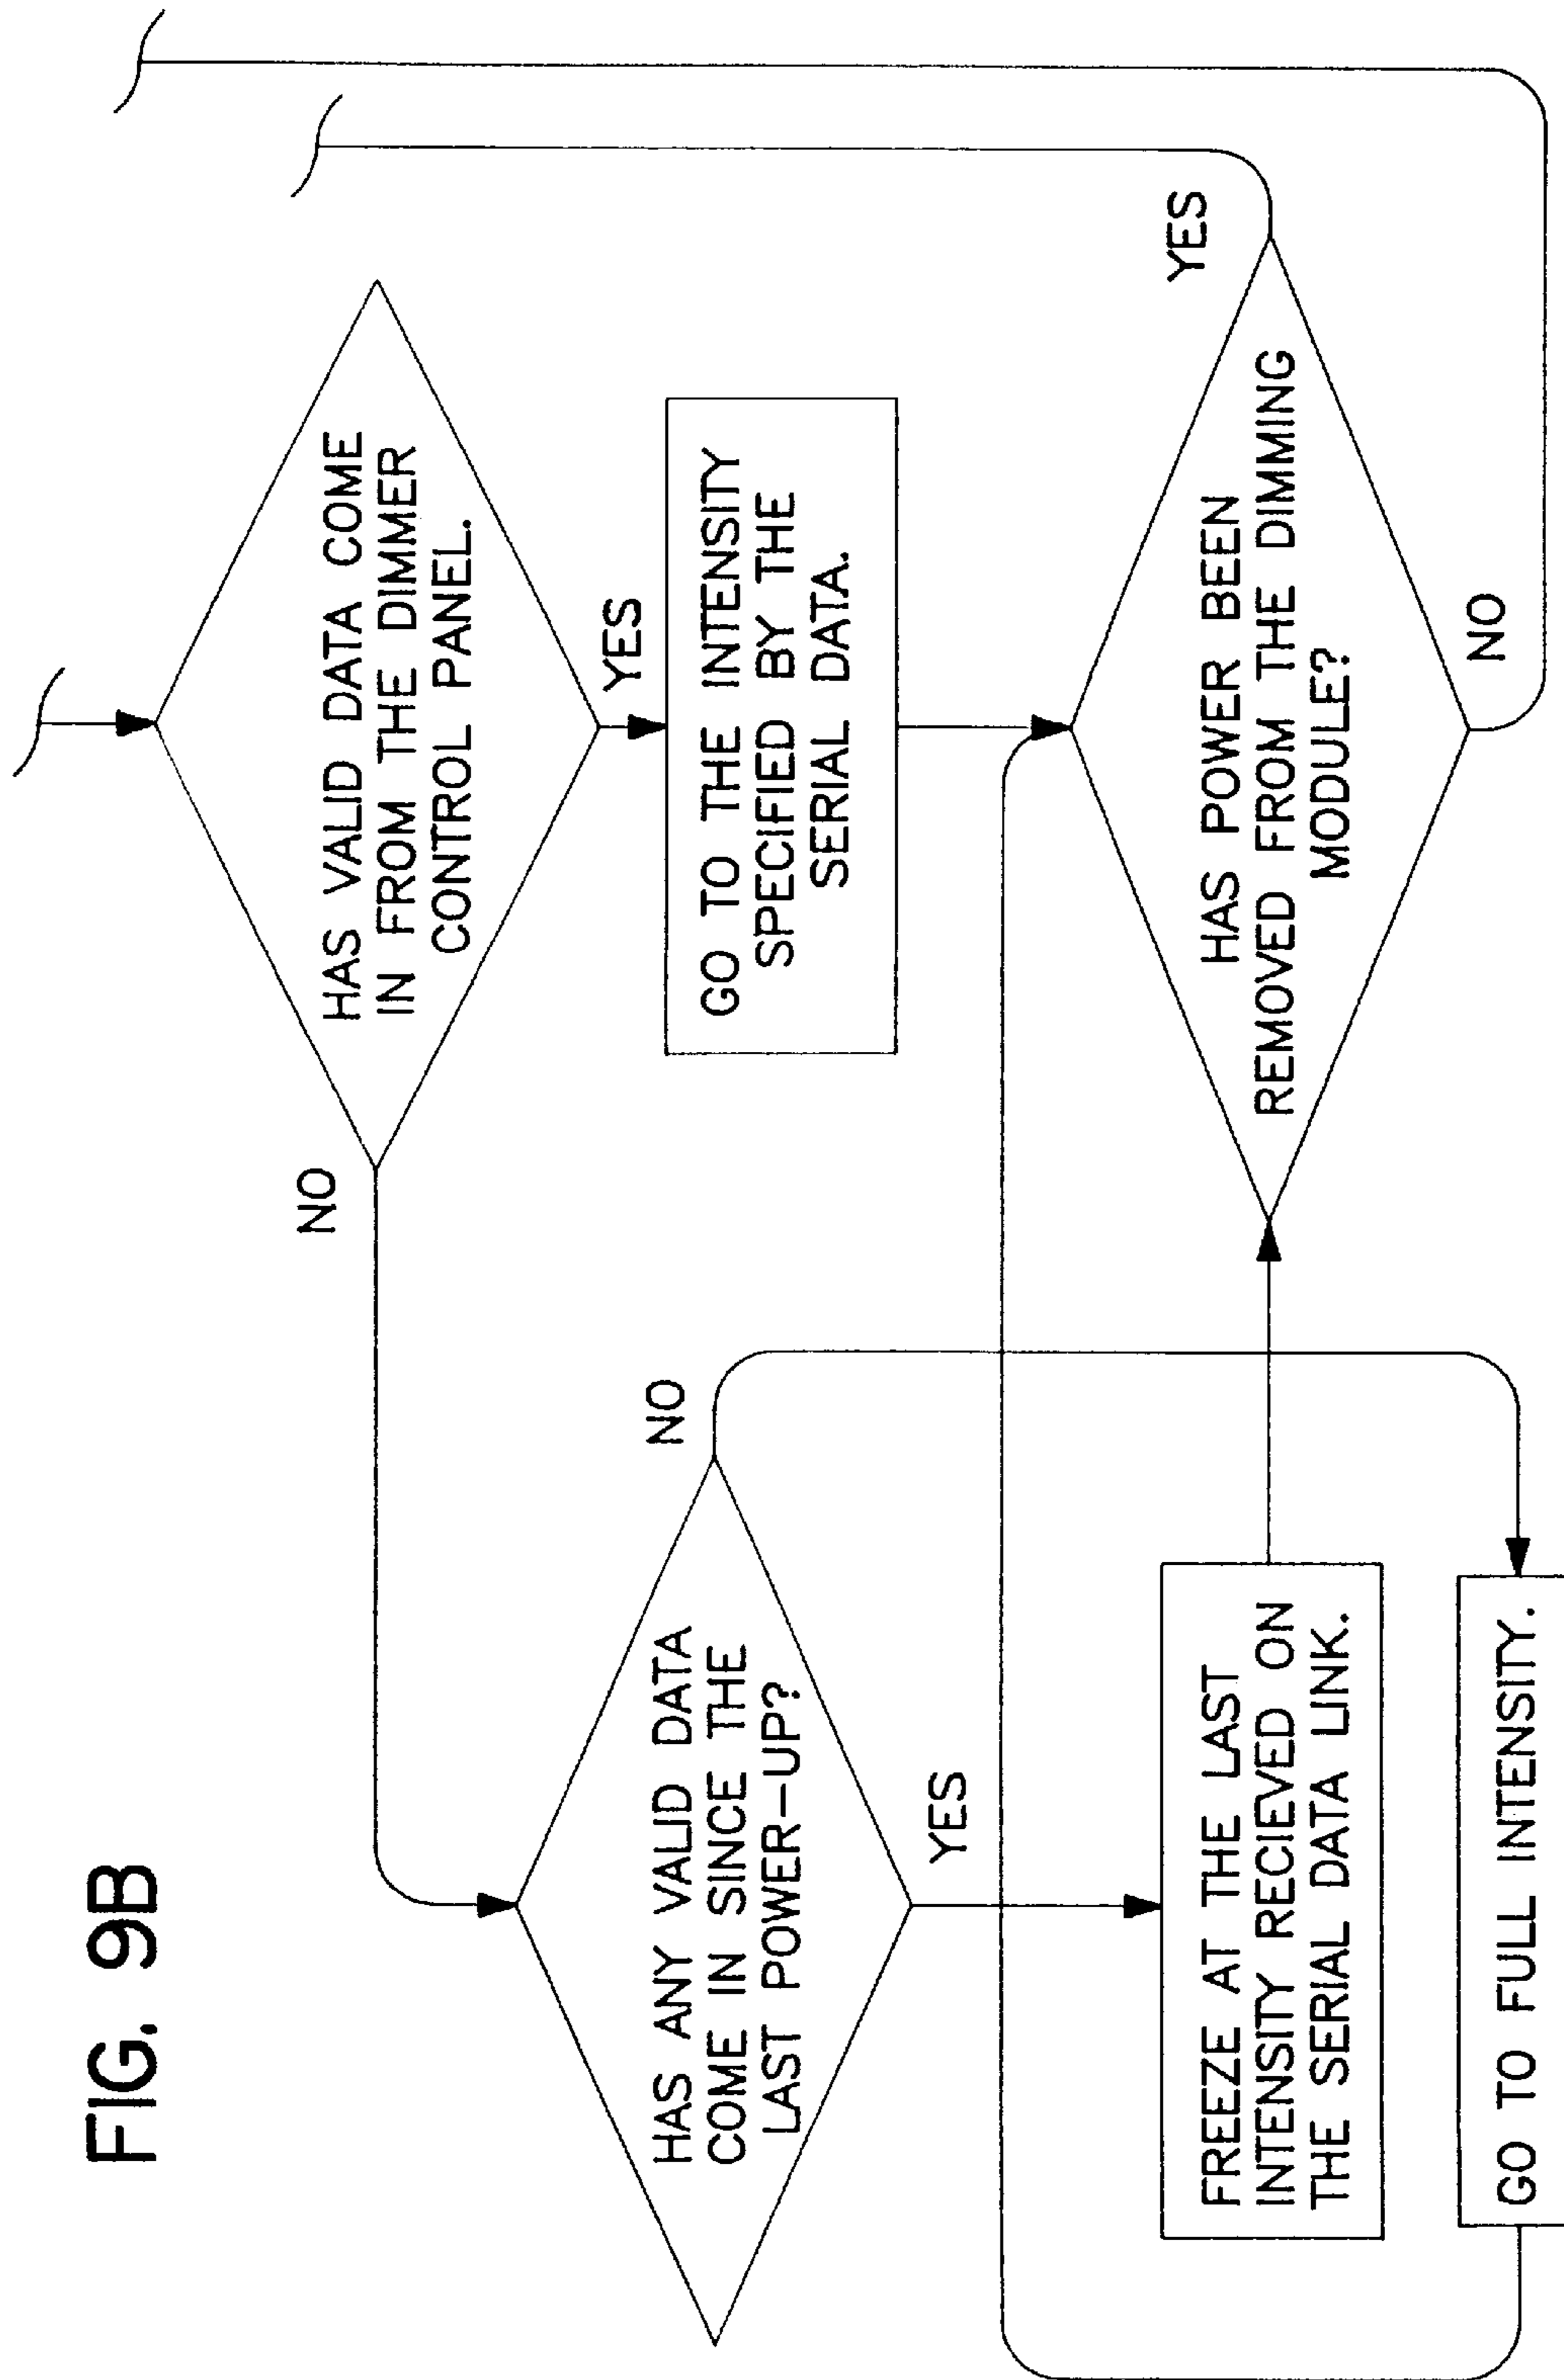 FIG. 9B
HAS VALID DATA COME
IN FROM THE DIMMER
CONTROL PANEL.
NO
YES
GO TO THE INTENSITY
SPECIFIED BY THE
SERIAL DATA.
HAS ANY VALID DATA
COME IN SINCE THE
LAST POWER-UP?
NO
YES
FREEZE AT THE LAST
INTENSITY RECIEVED ON
THE SERIAL DATA LINK.
HAS POWER BEEN
REMOVED FROM THE DIMMING
MODULE?
YES
NO
GO TO FULL INTENSITY.